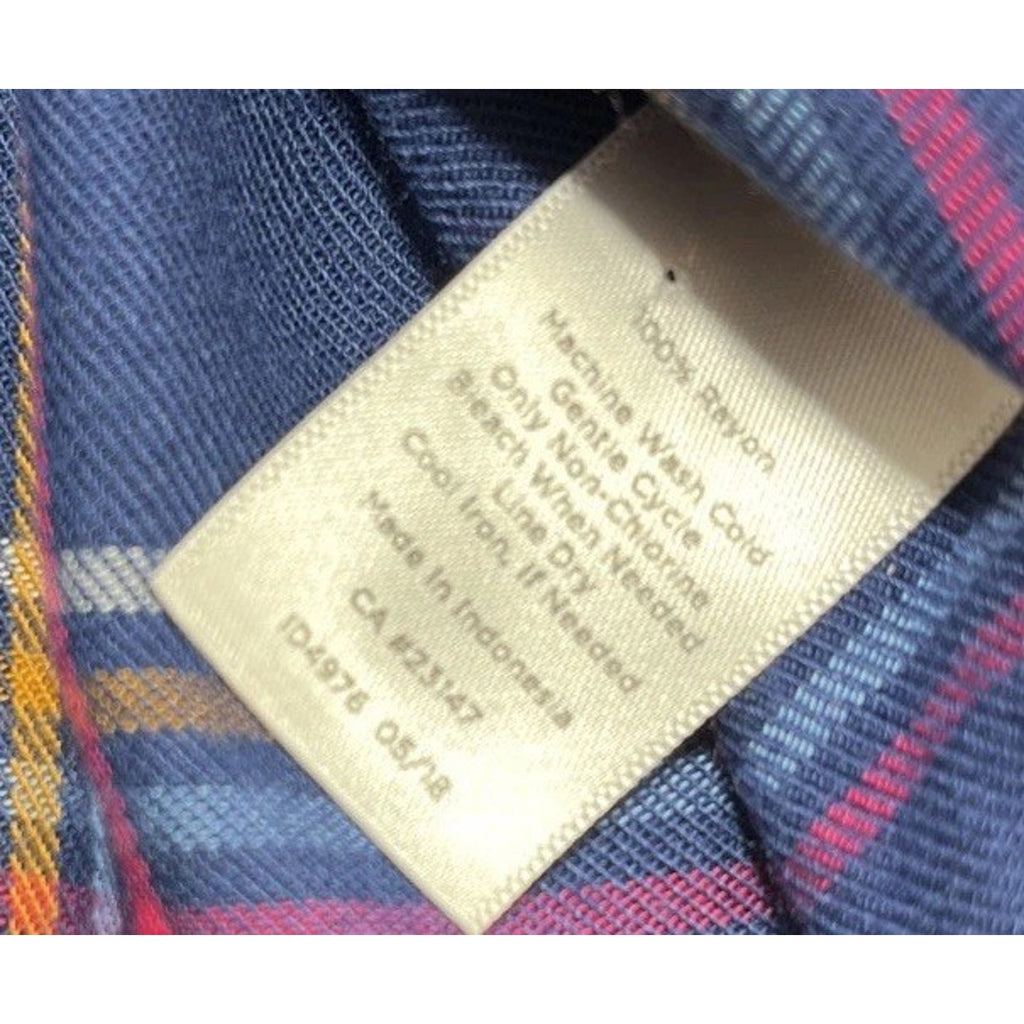 100% Rayon
Machine Wash Cold
Gentle Cycle
Only Non-Chlorine
Bleach When Needed
Line Dry
Cool Iron, If Needed
Made In Indonesia
CA #23147
ID4976 05/18